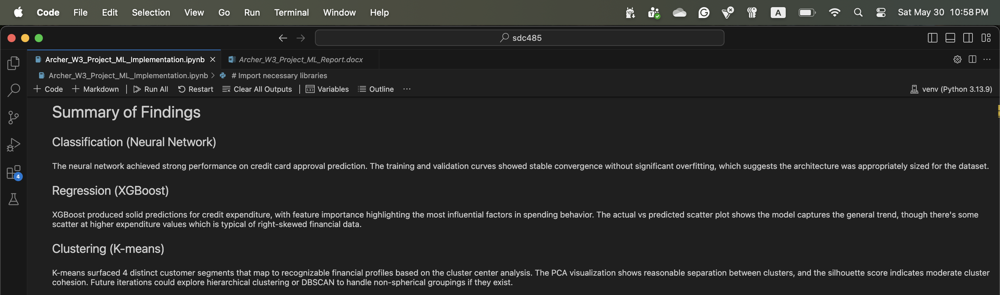 Code File Edit Selection View Go Run Terminal Window Help A Sat May 30 10:58 PM
sdc485
Archer_W3_Project_ML_Implementation.ipynb Archer_W3_Project_ML_Report.docx
Archer_W3_Project_ML_Implementation.ipynb > # Import necessary libraries
+ Code + Markdown | Run All Restart Clear All Outputs | Variables Outline ... venv (Python 3.13.9)
4
Summary of Findings
Classification (Neural Network)
The neural network achieved strong performance on credit card approval prediction. The training and validation curves showed stable convergence without significant overfitting, which suggests the architecture was appropriately sized for the dataset.
Regression (XGBoost)
XGBoost produced solid predictions for credit expenditure, with feature importance highlighting the most influential factors in spending behavior. The actual vs predicted scatter plot shows the model captures the general trend, though there's some
scatter at higher expenditure values which is typical of right-skewed financial data.
Clustering (K-means)
K-means surfaced 4 distinct customer segments that map to recognizable financial profiles based on the cluster center analysis. The PCA visualization shows reasonable separation between clusters, and the silhouette score indicates moderate cluster
cohesion. Future iterations could explore hierarchical clustering or DBSCAN to handle non-spherical groupings if they exist.